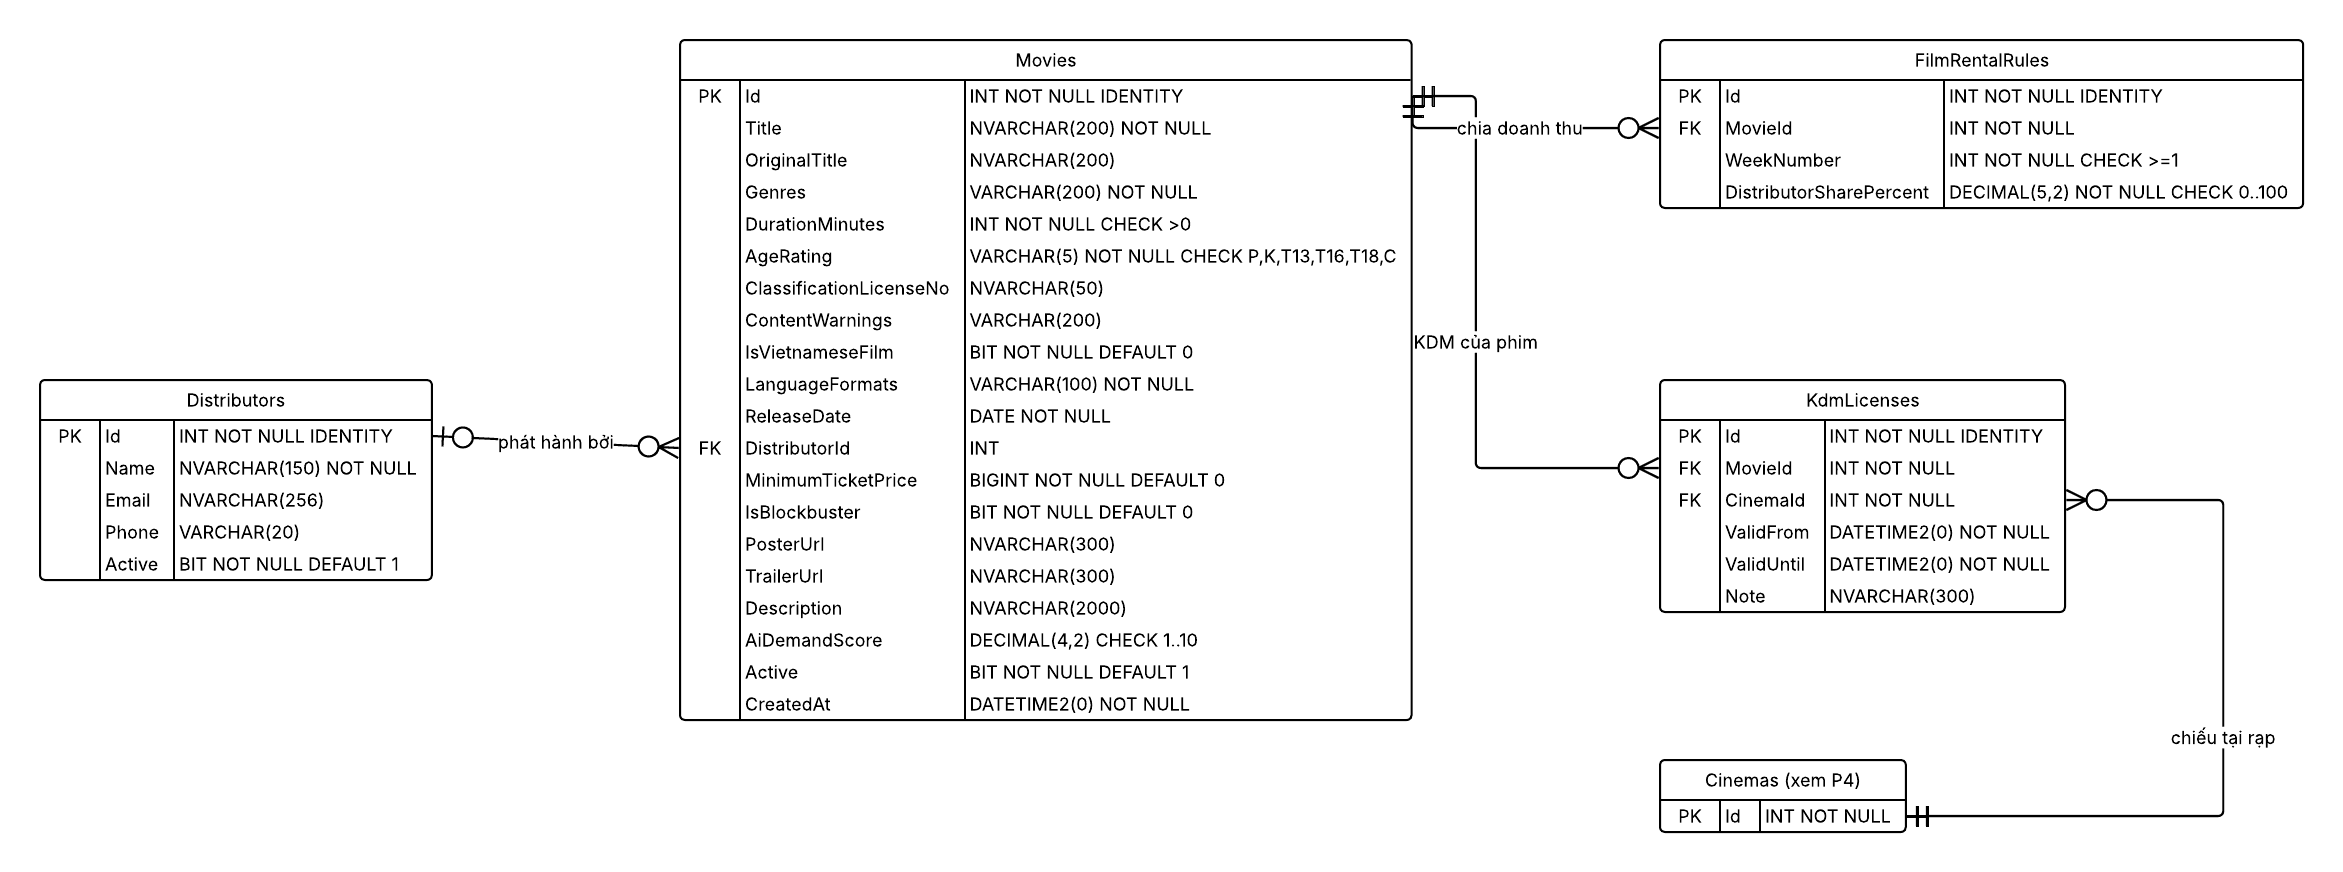 Movies
PK Id INT NOT NULL IDENTITY
Title NVARCHAR(200) NOT NULL
OriginalTitle NVARCHAR(200)
Genres VARCHAR(200) NOT NULL
DurationMinutes INT NOT NULL CHECK >0
AgeRating VARCHAR(5) NOT NULL CHECK P,K,T13,T16,T18,C
ClassificationLicenseNo NVARCHAR(50)
ContentWarnings VARCHAR(200)
IsVietnameseFilm BIT NOT NULL DEFAULT 0
LanguageFormats VARCHAR(100) NOT NULL
ReleaseDate DATE NOT NULL
FK DistributorId INT
MinimumTicketPrice BIGINT NOT NULL DEFAULT 0
IsBlockbuster BIT NOT NULL DEFAULT 0
PosterUrl NVARCHAR(300)
TrailerUrl NVARCHAR(300)
Description NVARCHAR(2000)
AiDemandScore DECIMAL(4,2) CHECK 1..10
Active BIT NOT NULL DEFAULT 1
CreatedAt DATETIME2(0) NOT NULL
FilmRentalRules
PK Id INT NOT NULL IDENTITY
FK MovieId INT NOT NULL
WeekNumber INT NOT NULL CHECK >=1
DistributorSharePercent DECIMAL(5,2) NOT NULL CHECK 0..100
chia doanh thu
KDM của phim
Distributors
PK Id INT NOT NULL IDENTITY
Name NVARCHAR(150) NOT NULL
Email NVARCHAR(256)
Phone VARCHAR(20)
Active BIT NOT NULL DEFAULT 1
phát hành bởi
KdmLicenses
PK Id INT NOT NULL IDENTITY
FK MovieId INT NOT NULL
FK CinemaId INT NOT NULL
ValidFrom DATETIME2(0) NOT NULL
ValidUntil DATETIME2(0) NOT NULL
Note NVARCHAR(300)
chiếu tại rạp
Cinemas (xem P4)
PK Id INT NOT NULL